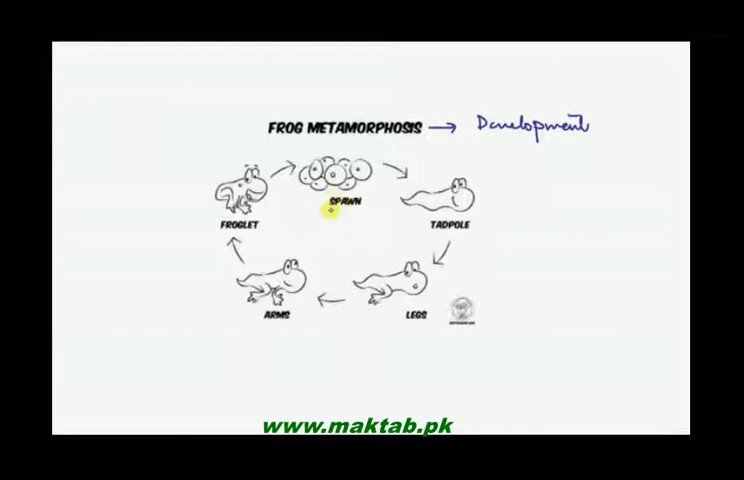 FROG METAMORPHOSIS → Development
SPAWN
FROGLET
TADPOLE
ARMS
LEGS
www.maktab.pk